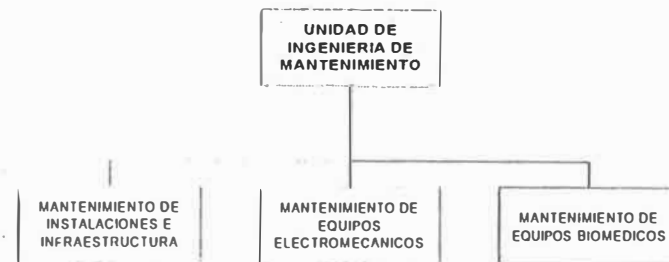 UNIDAD DE
INGENIERIA DE
MANTENIMIENTO
MANTENIMIENTO DE
INSTALACIONES E
INFRAESTRUCTURA
MANTENIMIENTO DE
EQUIPOS
ELECTROMECANICOS
MANTENIMIENTO DE
EQUIPOS BIOMEDICOS